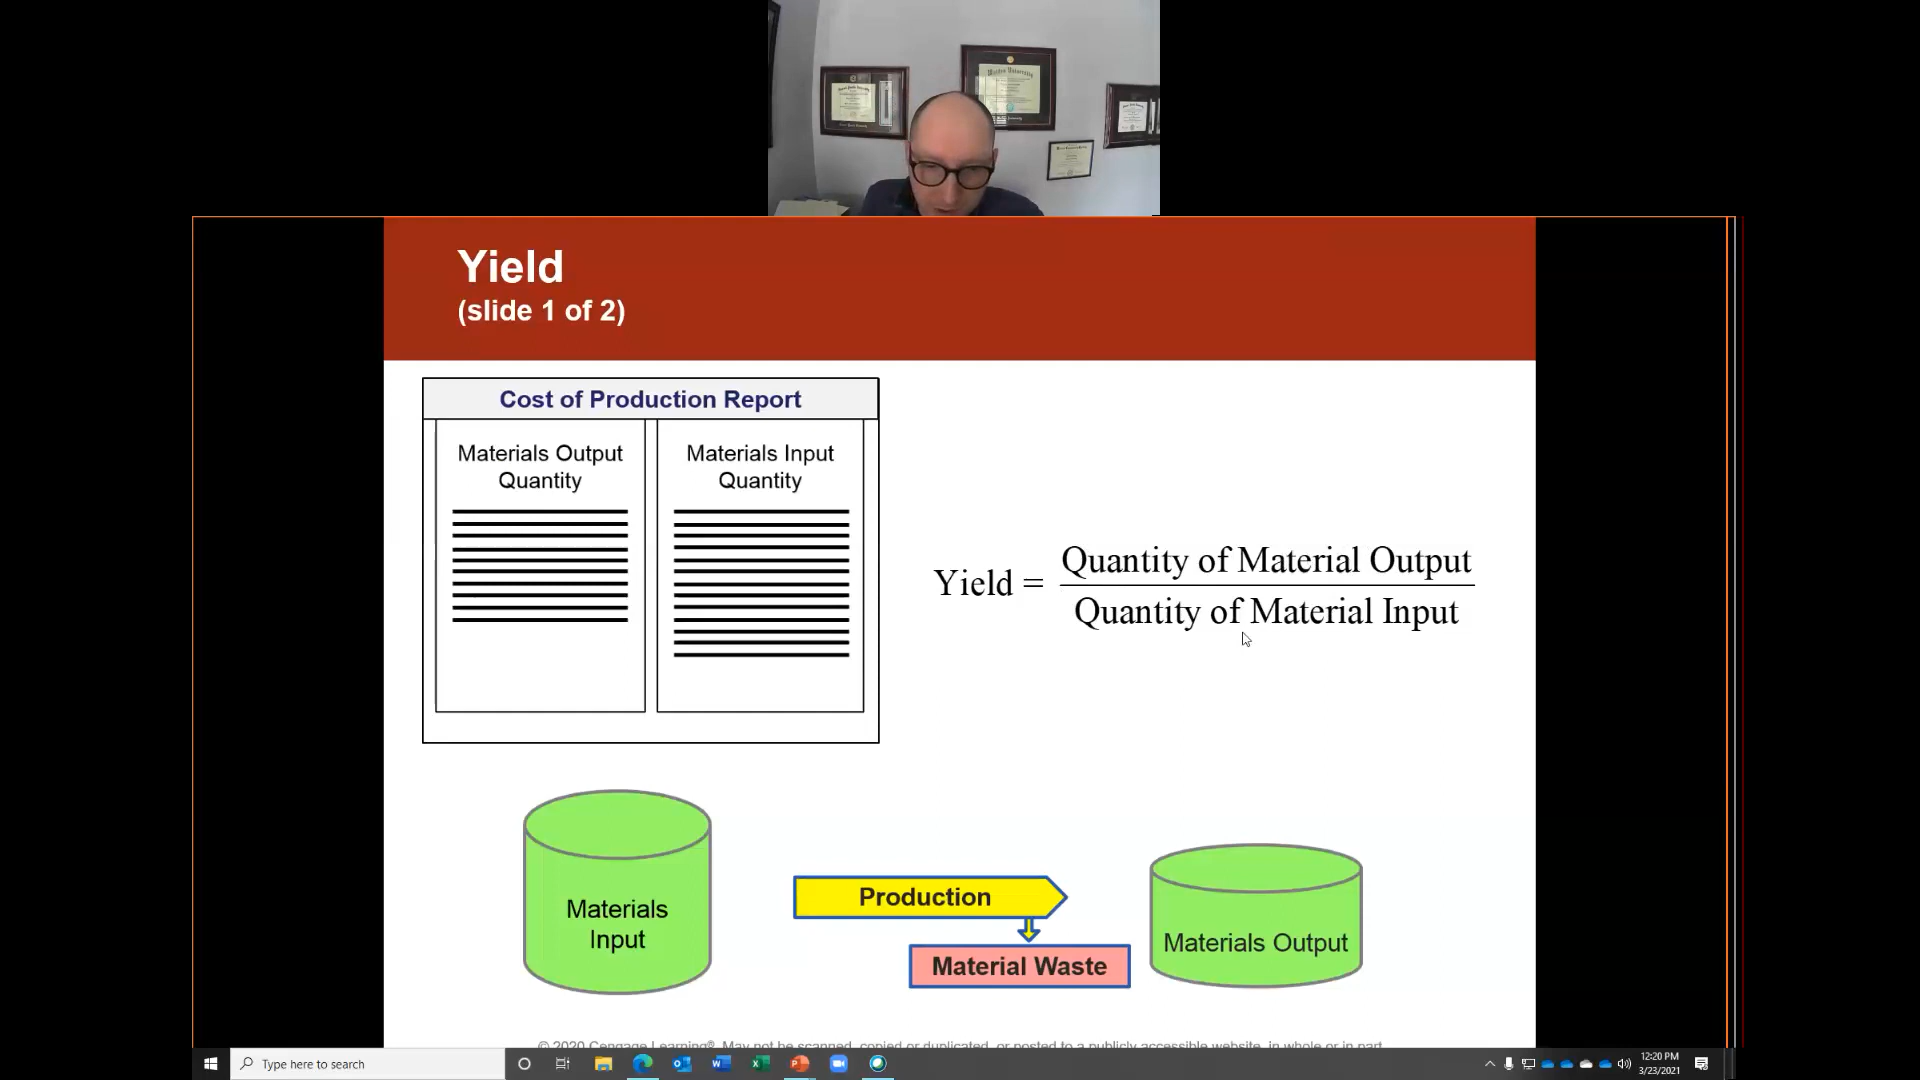 Yield
(slide 1 of 2)
Cost of Production Report
Materials Output
Quantity
Materials Input
Quantity
Yield = Quantity of Material Output
Quantity of Material Input
Materials
Input
Production
Material Waste
Materials Output
© 2020 Cengage Learning®. May not be scanned, copied or duplicated, or posted to a publicly accessible website, in whole or in part.
Type here to search
12:20 PM
3/23/2021